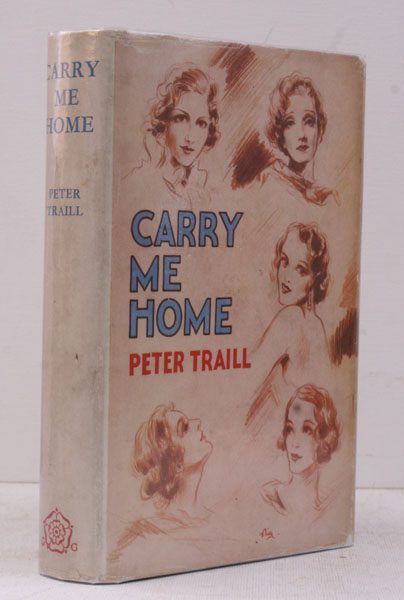 CARRY
ME
HOME
PETER
TRAILL
G
CARRY
ME
HOME
PETER TRAILL